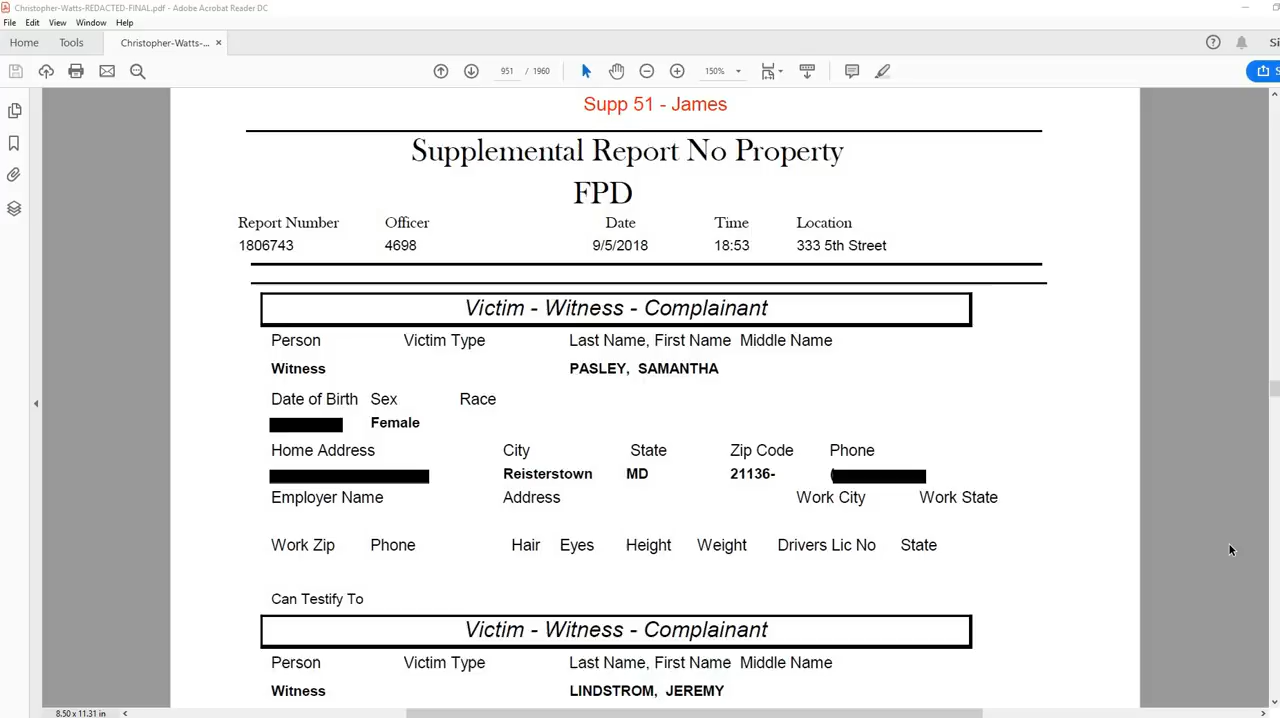 Christopher-Watts-REDACTED-FINAL.pdf - Adobe Acrobat Reader DC
File Edit View Window Help
Home Tools Christopher-Watts-... ×
951 / 1960 150%
Supp 51 - James
Supplemental Report No Property
FPD
Report Number Officer Date Time Location
1806743 4698 9/5/2018 18:53 333 5th Street
Victim - Witness - Complainant
Person Victim Type Last Name, First Name Middle Name
Witness PASLEY, SAMANTHA
Date of Birth Sex Race
Female
Home Address City State Zip Code Phone
Reisterstown MD 21136- (
Employer Name Address Work City Work State
Work Zip Phone Hair Eyes Height Weight Drivers Lic No State
Can Testify To
Victim - Witness - Complainant
Person Victim Type Last Name, First Name Middle Name
Witness LINDSTROM, JEREMY
8.50 x 11.31 in